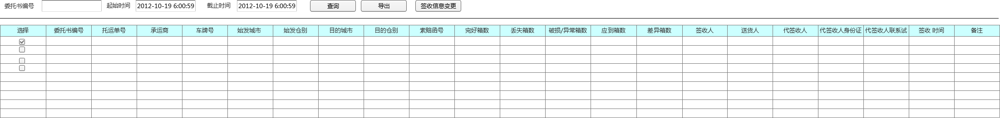 委托书编号 起始时间 2012-10-19 6:00:59 截止时间 2012-10-19 6:00:59 查询 导出 签收信息变更
选择 委托书编号 托运单号 承运商 车牌号 始发城市 始发仓别 目的城市 目的仓别 索赔函号 完好箱数 丢失箱数 破损/异常箱数 应到箱数 差异箱数 签收人 送货人 代签收人 代签收人身份证 代签收人联系试 签收 时间 备注